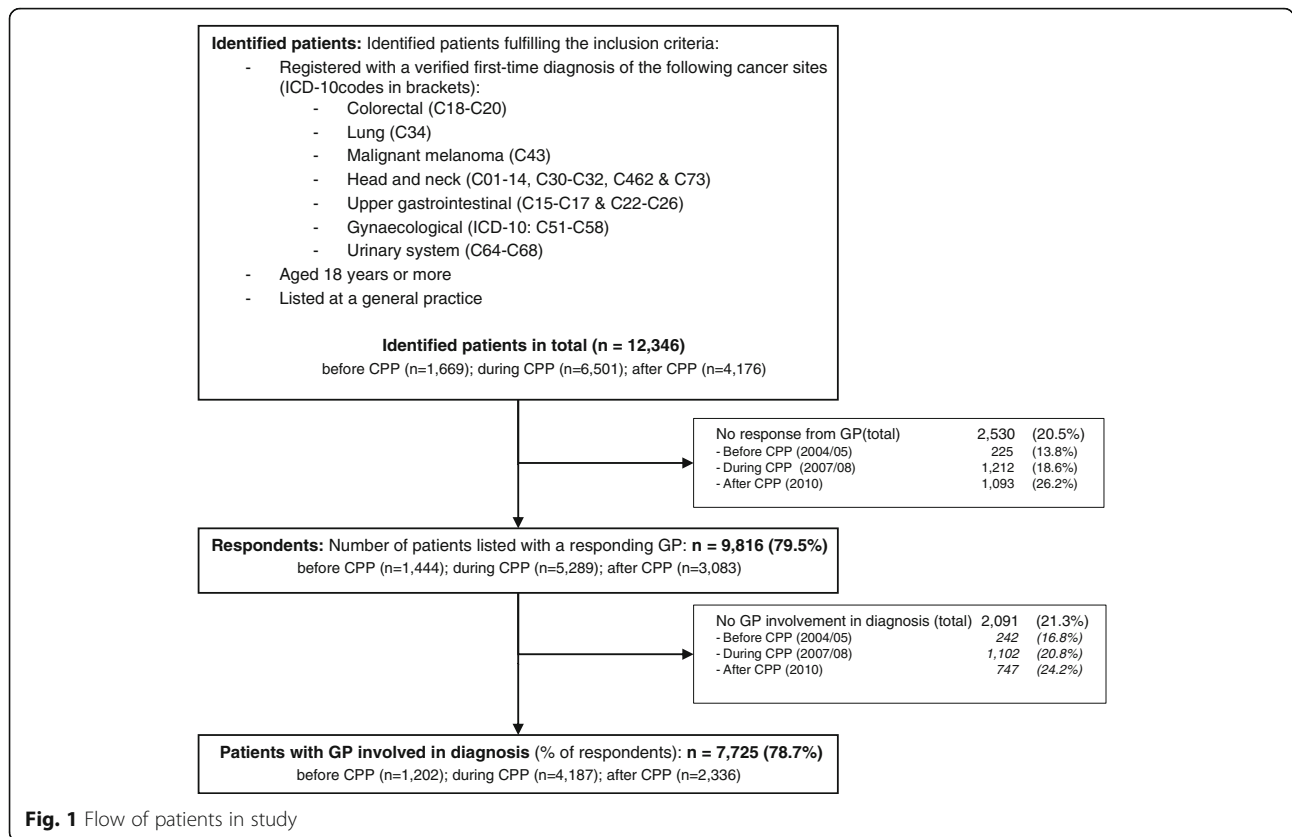 Identified patients: Identified patients fulfilling the inclusion criteria:
- Registered with a verified first-time diagnosis of the following cancer sites
(ICD-10codes in brackets):
- Colorectal (C18-C20)
- Lung (C34)
- Malignant melanoma (C43)
- Head and neck (C01-14, C30-C32, C462 & C73)
- Upper gastrointestinal (C15-C17 & C22-C26)
- Gynaecological (ICD-10: C51-C58)
- Urinary system (C64-C68)
- Aged 18 years or more
- Listed at a general practice
Identified patients in total (n = 12,346)
before CPP (n=1,669); during CPP (n=6,501); after CPP (n=4,176)
No response from GP(total) 2,530 (20.5%)
- Before CPP (2004/05) 225 (13.8%)
- During CPP (2007/08) 1,212 (18.6%)
- After CPP (2010) 1,093 (26.2%)
Respondents: Number of patients listed with a responding GP: n = 9,816 (79.5%)
before CPP (n=1,444); during CPP (n=5,289); after CPP (n=3,083)
No GP involvement in diagnosis (total) 2,091 (21.3%)
- Before CPP (2004/05) 242 (16.8%)
- During CPP (2007/08) 1,102 (20.8%)
- After CPP (2010) 747 (24.2%)
Patients with GP involved in diagnosis (% of respondents): n = 7,725 (78.7%)
before CPP (n=1,202); during CPP (n=4,187); after CPP (n=2,336)
Fig. 1 Flow of patients in study